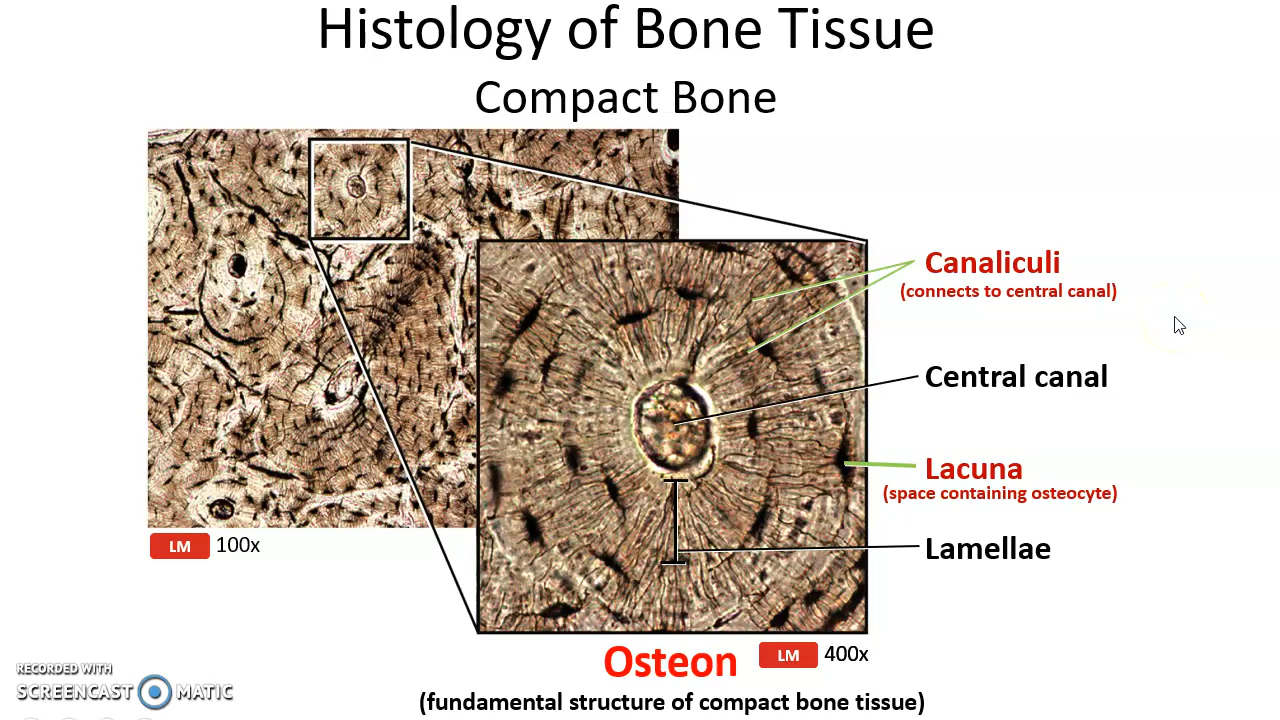 Histology of Bone Tissue
Compact Bone
Canaliculi
(connects to central canal)
Central canal
Lacuna
(space containing osteocyte)
Lamellae
LM 100x
Osteon
LM 400x
(fundamental structure of compact bone tissue)
RECORDED WITH
SCREENCAST MATIC